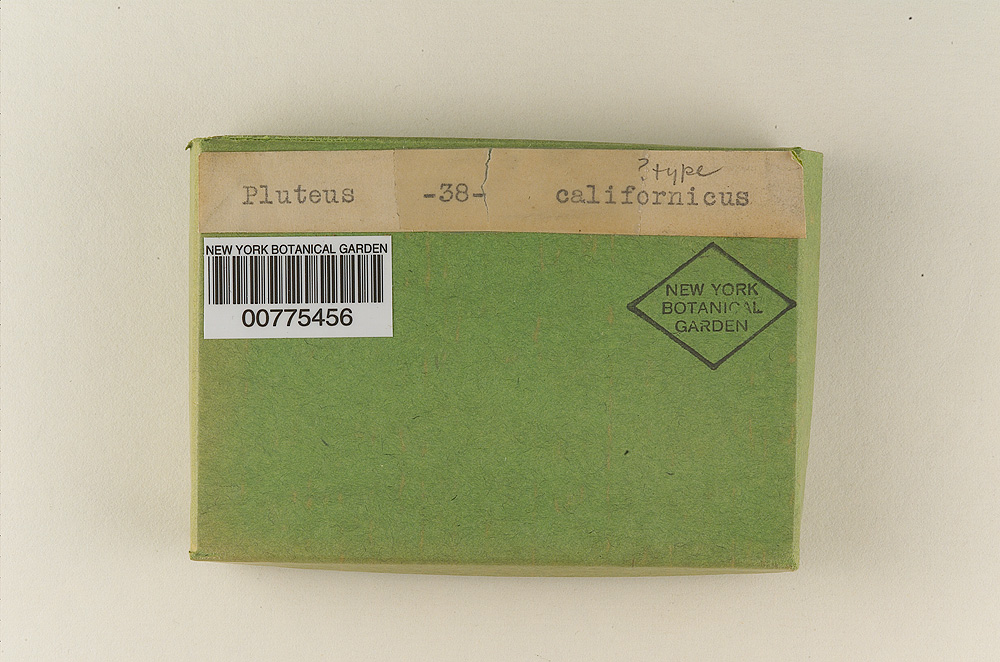 ?type
Pluteus -38- californicus
NEW YORK BOTANICAL GARDEN
00775456
NEW YORK
BOTANICAL
GARDEN